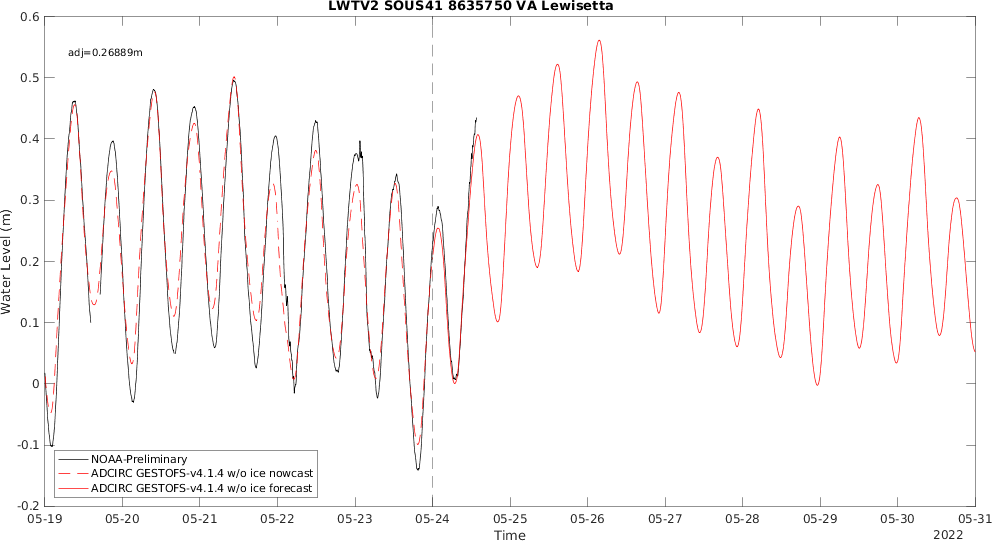 LWTV2 SOUS41 8635750 VA Lewisetta
adj=0.26889m
Water Level (m)
0.6
0.5
0.4
0.3
0.2
0.1
0
-0.1
-0.2
NOAA-Preliminary
ADCIRC GESTOFS-v4.1.4 w/o ice nowcast
ADCIRC GESTOFS-v4.1.4 w/o ice forecast
05-19 05-20 05-21 05-22 05-23 05-24 05-25 05-26 05-27 05-28 05-29 05-30 05-31
Time
2022